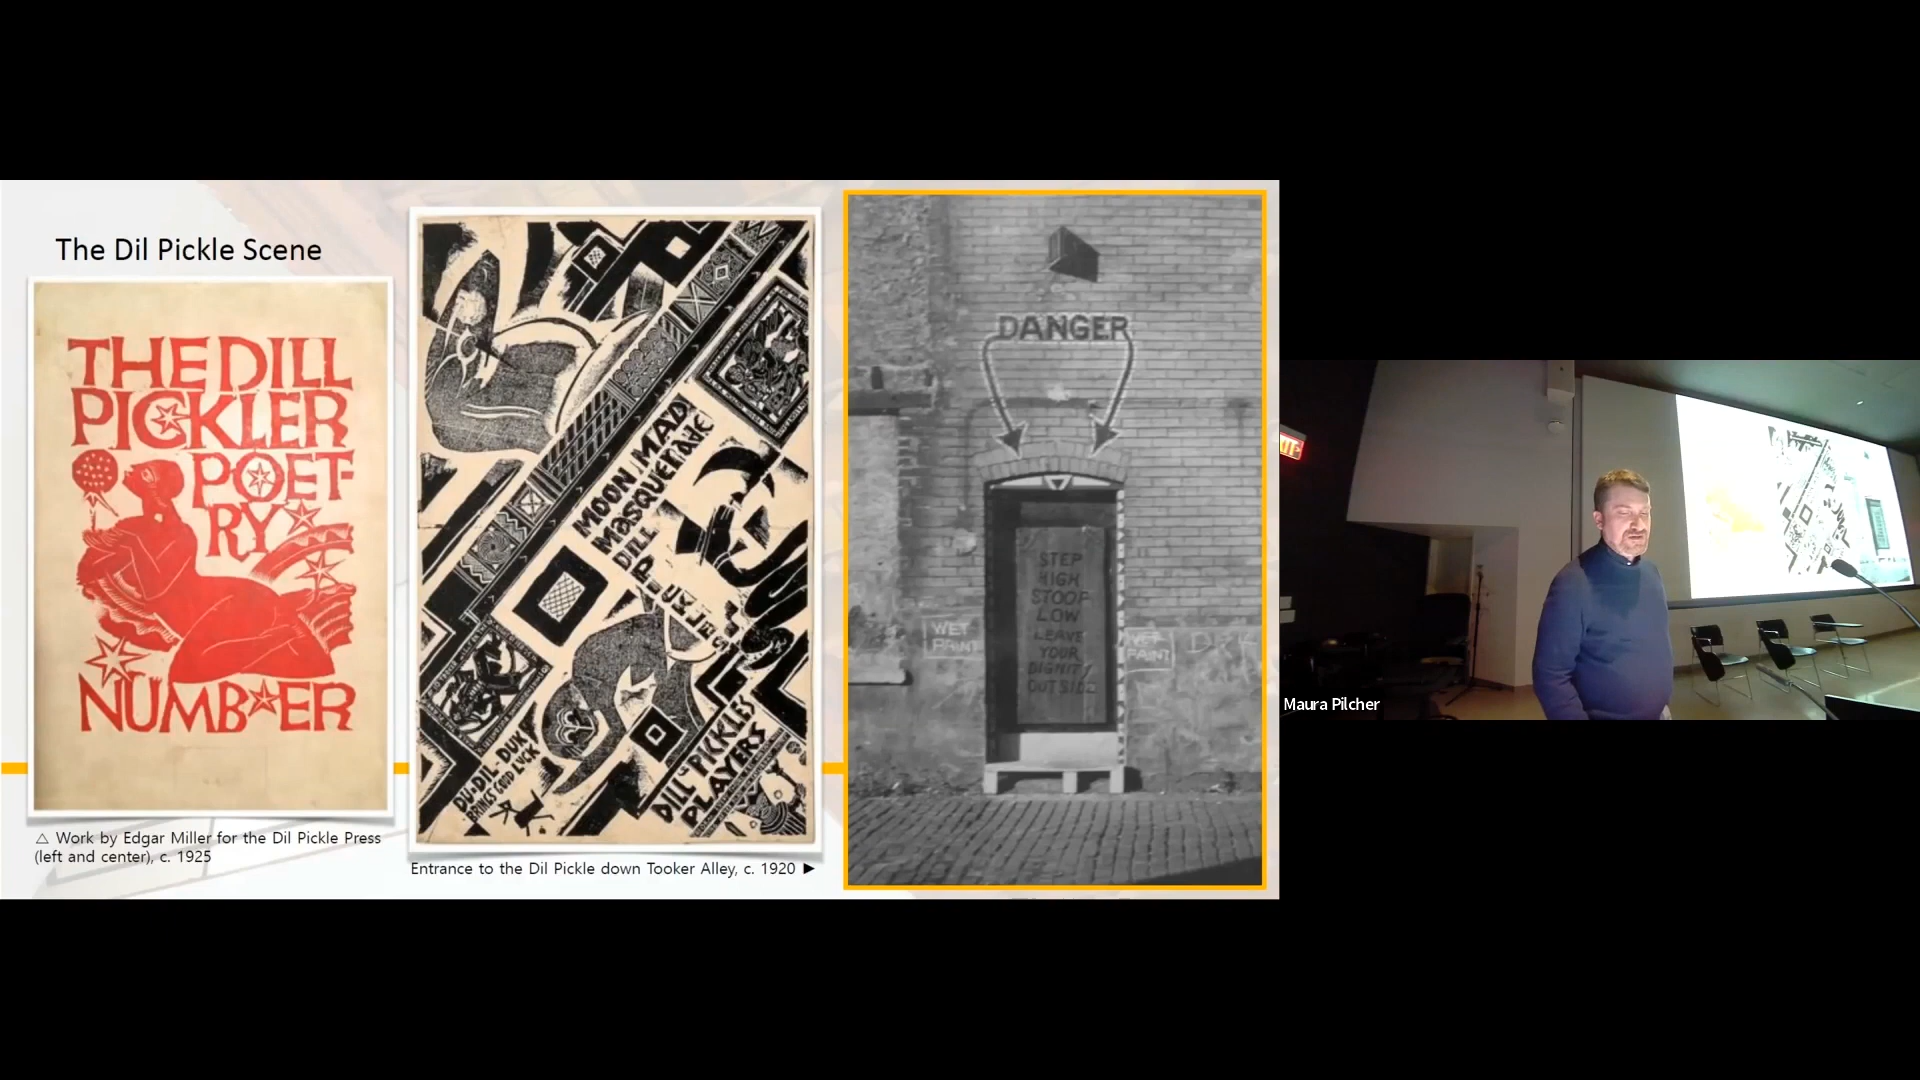 The Dil Pickle Scene
THE DILL
PICKLER
POET-
RY
NUMB ER
△ Work by Edgar Miller for the Dil Pickle Press
(left and center), c. 1925
MOON MAD
MASQUERADE
DILL
PICKLES
PLAYERS
DU-DIL-DUK
BRINGS GOOD LUCK
Entrance to the Dil Pickle down Tooker Alley, c. 1920 ►
DANGER
STEP
HIGH
STOOP
LOW
LEAVE
YOUR
DIGNITY
OUTSIDE
WET
PAINT
WET
PAINT
Maura Pilcher